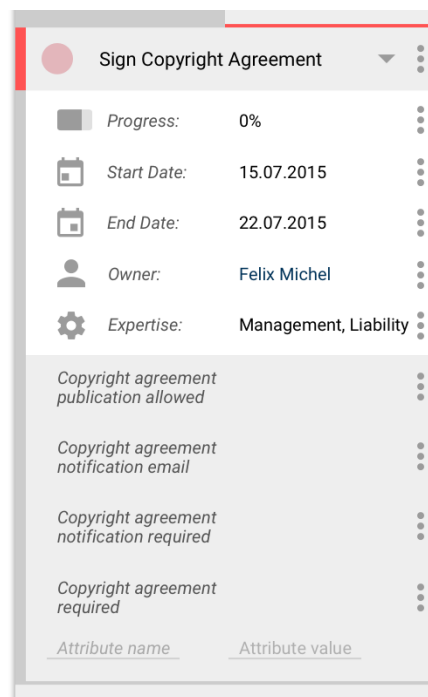 Sign Copyright Agreement
Progress: 0%
Start Date: 15.07.2015
End Date: 22.07.2015
Owner: Felix Michel
Expertise: Management, Liability
Copyright agreement
publication allowed
Copyright agreement
notification email
Copyright agreement
notification required
Copyright agreement
required
Attribute name Attribute value